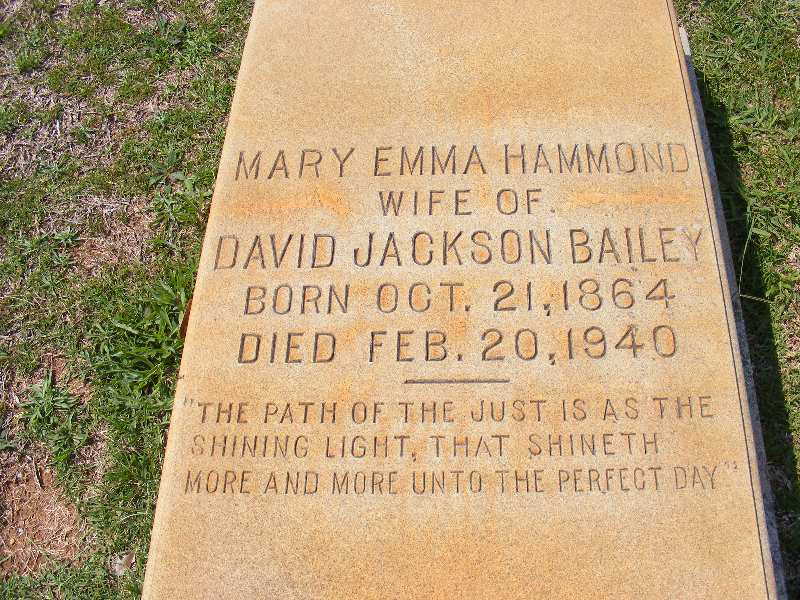 MARY EMMA HAMMOND
WIFE OF.
DAVID JACKSON BAILEY
BORN OCT. 21, 1864
DIED FEB. 20, 1940
"THE PATH OF THE JUST IS AS THE
SHINING LIGHT, THAT SHINETH
MORE AND MORE UNTO THE PERFECT DAY"